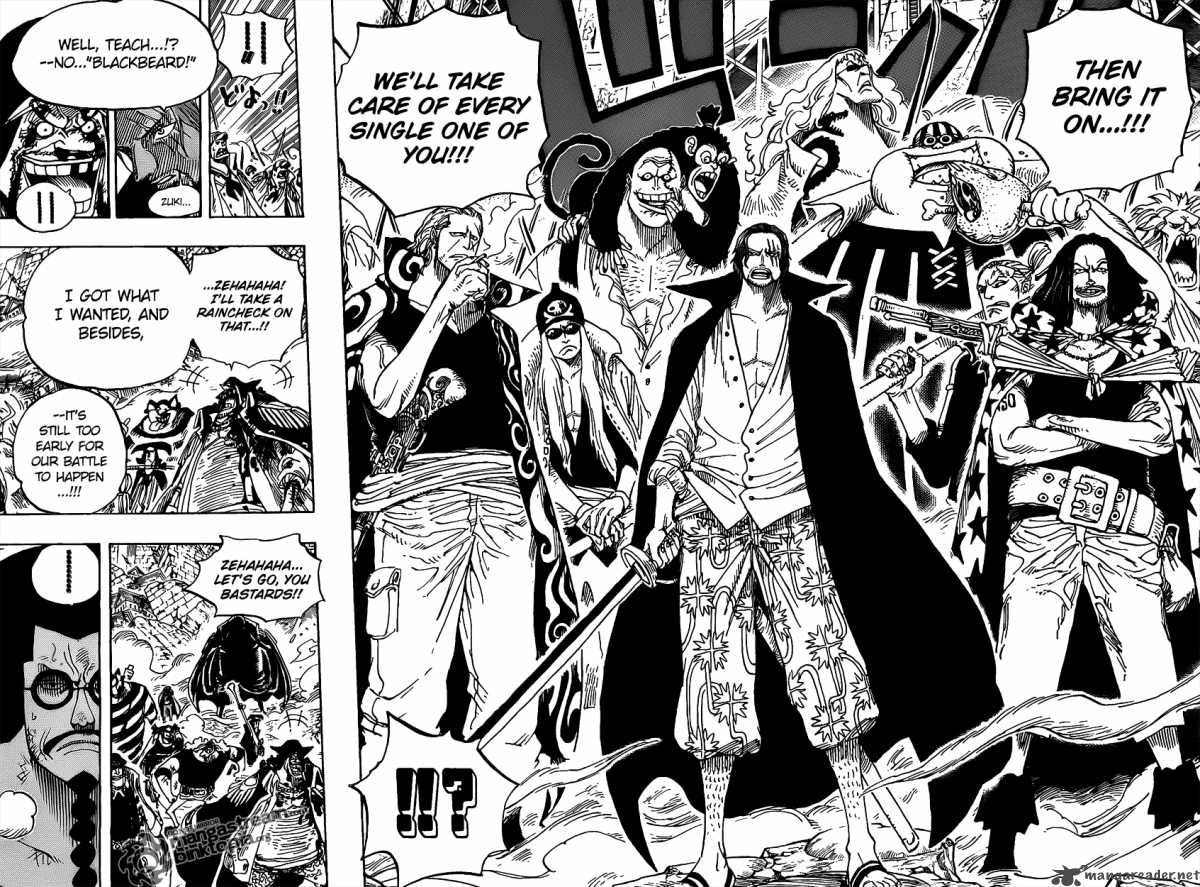 THEN
BRING IT
ON...!!!
WE'LL TAKE
CARE OF EVERY
SINGLE ONE OF
YOU!!!
!!?
WELL, TEACH...!?
--NO..."BLACKBEARD!"
どよっ!!
ZUKI...
!!
...ZEHAHAHA!
I'LL TAKE A
RAINCHECK ON
THAT...!!
I GOT WHAT
I WANTED, AND
BESIDES,
--IT'S
STILL TOO
EARLY FOR
OUR BATTLE
TO HAPPEN
...!!!
ZEHAHAHA...
LET'S GO, YOU
BASTARDS!!
mangareader.net